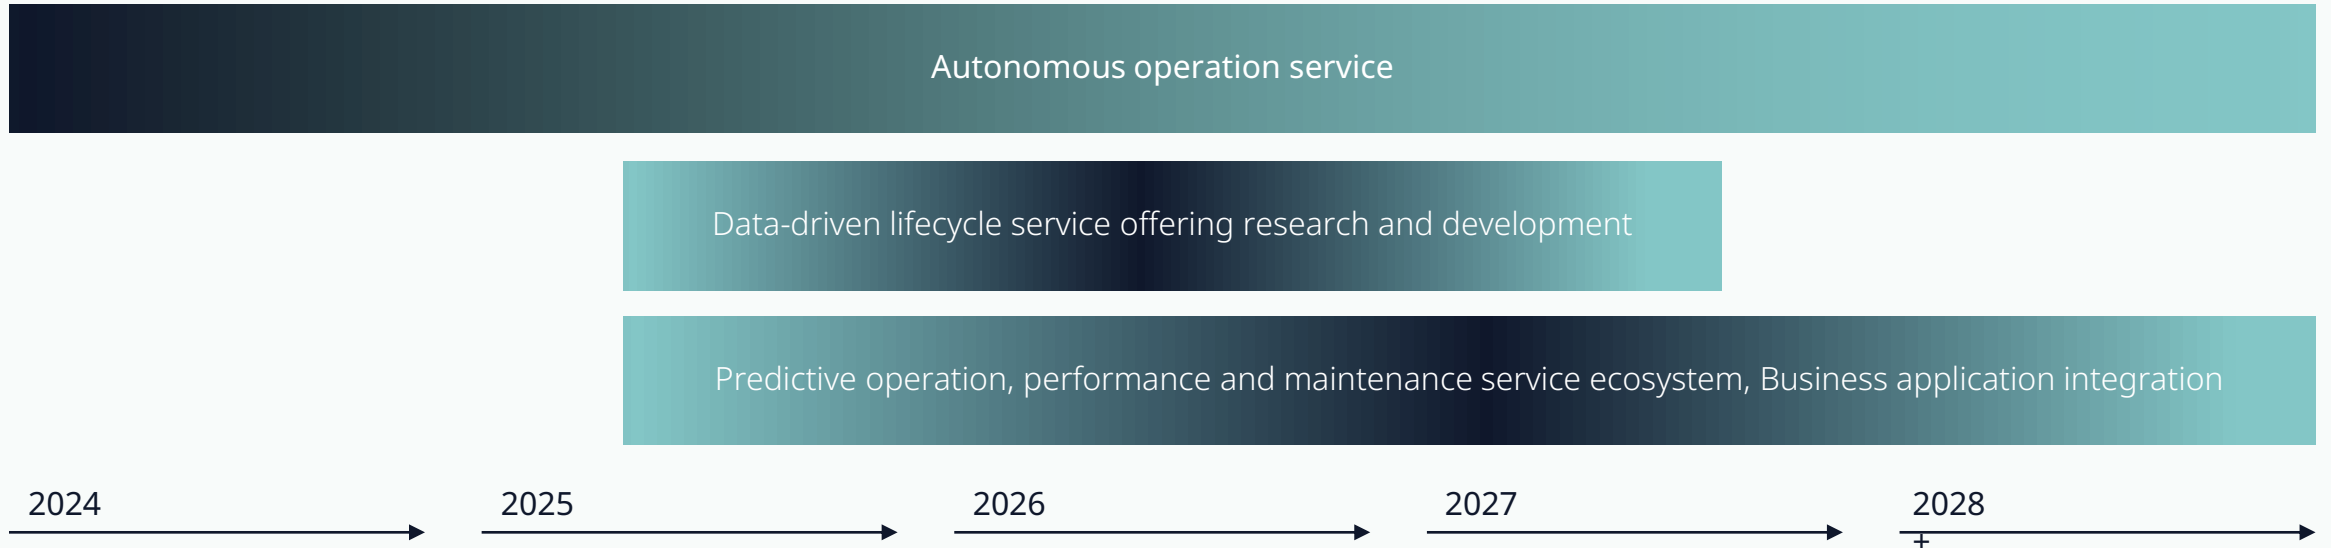 Autonomous operation service
Data-driven lifecycle service offering research and development
Predictive operation, performance and maintenance service ecosystem, Business application integration
2024
2025
2026
2027
2028
+